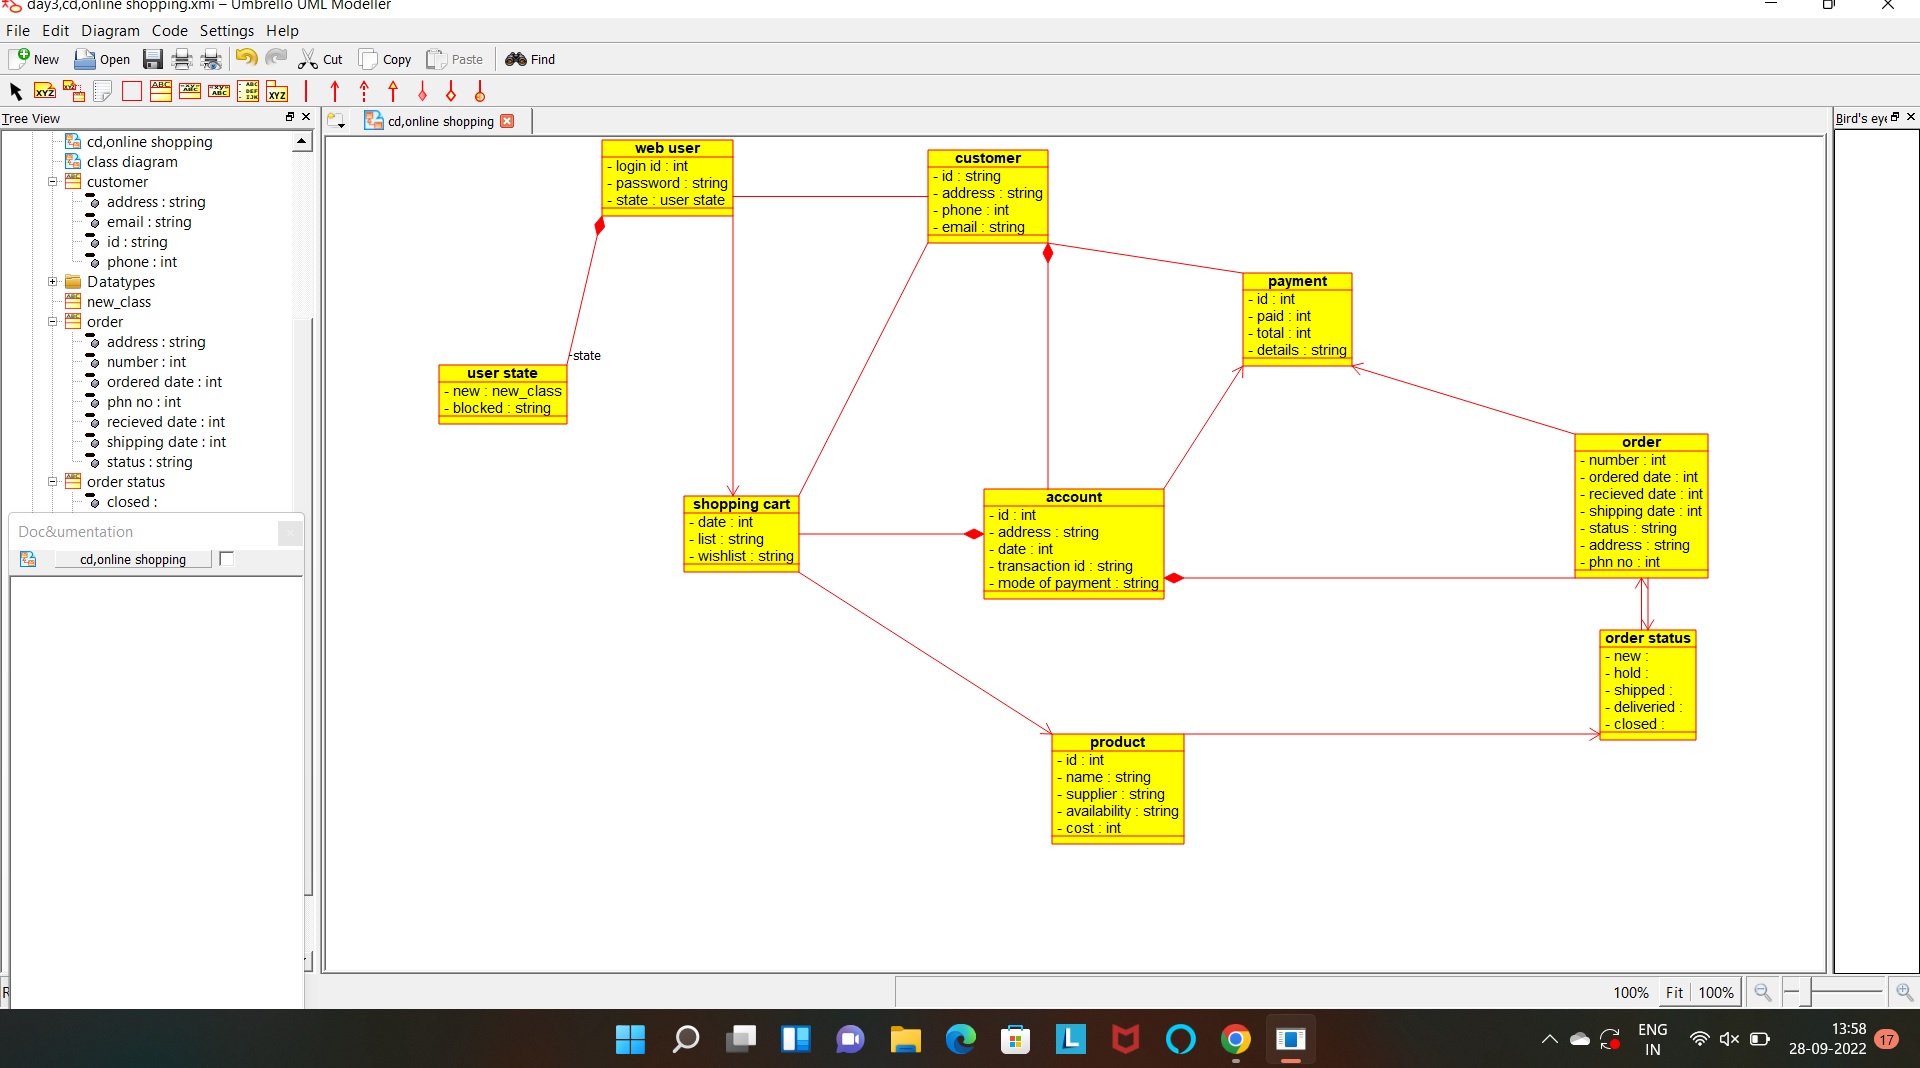 day3,cd,online shopping.xmi – Umbrello UML Modeller
File Edit Diagram Code Settings Help
New Open Cut Copy Paste Find
Tree View
cd,online shopping
class diagram
customer
address : string
email : string
id : string
phone : int
Datatypes
new_class
order
address : string
number : int
ordered date : int
phn no : int
recieved date : int
shipping date : int
status : string
order status
closed :
Doc&umentation
cd,online shopping
cd,online shopping
Bird's eye
web user
- login id : int
- password : string
- state : user state
customer
- id : string
- address : string
- phone : int
- email : string
payment
- id : int
- paid : int
- total : int
- details : string
-state
user state
- new : new_class
- blocked : string
order
- number : int
- ordered date : int
- recieved date : int
- shipping date : int
- status : string
- address : string
- phn no : int
shopping cart
- date : int
- list : string
- wishlist : string
account
- id : int
- address : string
- date : int
- transaction id : string
- mode of payment : string
order status
- new :
- hold :
- shipped :
- deliveried :
- closed :
product
- id : int
- name : string
- supplier : string
- availability : string
- cost : int
100% Fit 100%
ENG
IN
13:58
28-09-2022
17